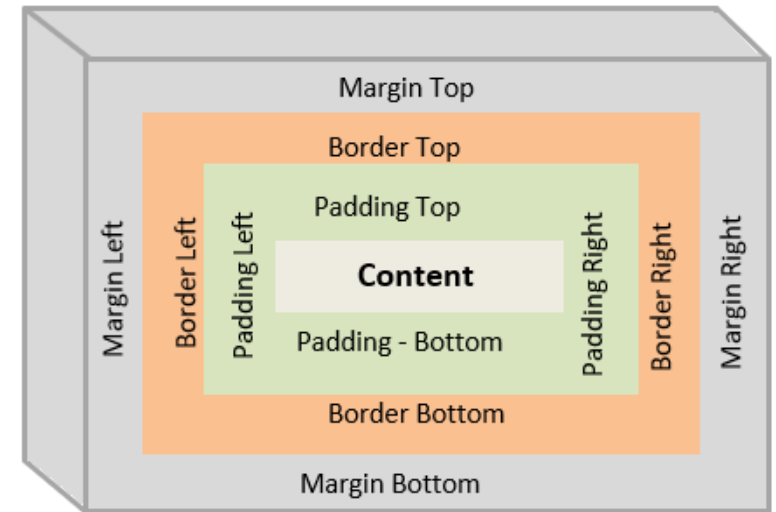 Margin Top
Border Top
Padding Top
Margin Left
Border Left
Padding Left
Content
Padding Right
Border Right
Margin Right
Padding - Bottom
Border Bottom
Margin Bottom